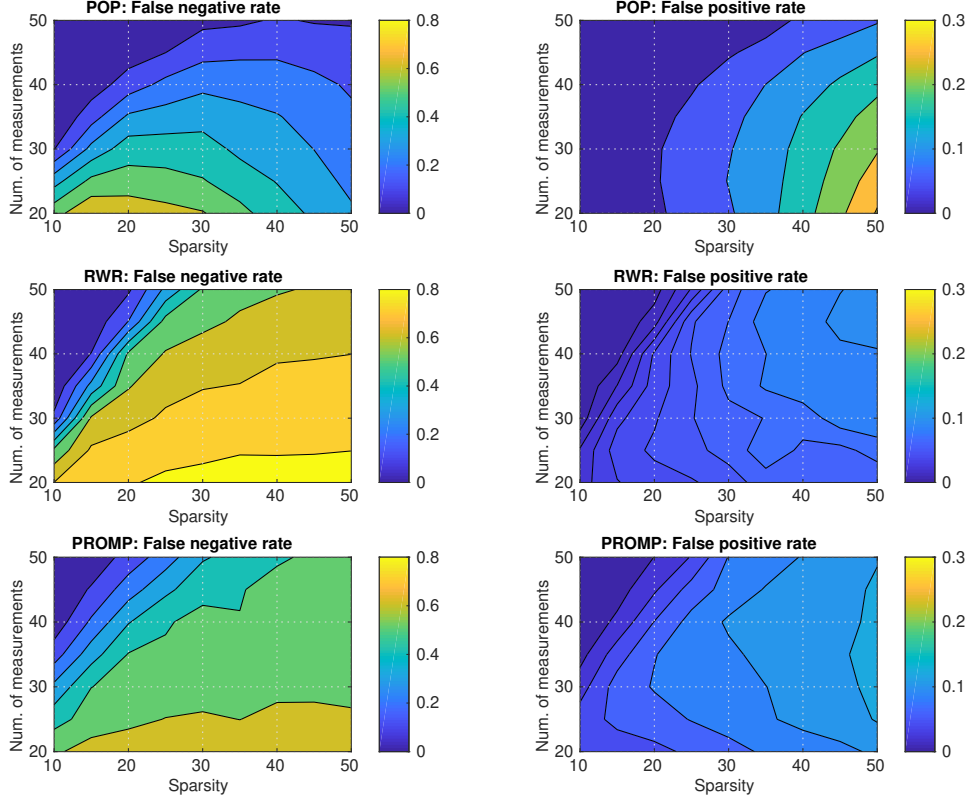 POP: False negative rate
50
40
30
20
Num. of measurements
10 20 30 40 50
Sparsity
0.8
0.6
0.4
0.2
0
POP: False positive rate
50
40
30
20
Num. of measurements
10 20 30 40 50
Sparsity
0.3
0.2
0.1
0
RWR: False negative rate
50
40
30
20
Num. of measurements
10 20 30 40 50
Sparsity
0.8
0.6
0.4
0.2
0
RWR: False positive rate
50
40
30
20
Num. of measurements
10 20 30 40 50
Sparsity
0.3
0.2
0.1
0
PROMP: False negative rate
50
40
30
20
Num. of measurements
10 20 30 40 50
Sparsity
0.8
0.6
0.4
0.2
0
PROMP: False positive rate
50
40
30
20
Num. of measurements
10 20 30 40 50
Sparsity
0.3
0.2
0.1
0